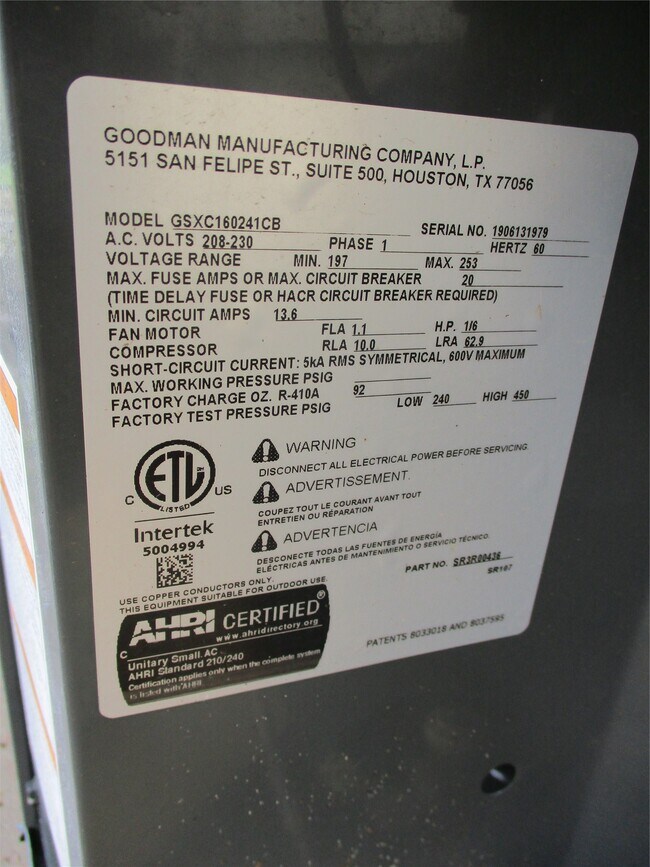 GOODMAN MANUFACTURING COMPANY, L.P.
5151 SAN FELIPE ST., SUITE 500, HOUSTON, TX 77056
MODEL GSXC160241CB SERIAL NO. 1906131979
A.C. VOLTS 208-230 PHASE 1 HERTZ 60
VOLTAGE RANGE MIN. 197 MAX. 253
MAX. FUSE AMPS OR MAX. CIRCUIT BREAKER 20
(TIME DELAY FUSE OR HACR CIRCUIT BREAKER REQUIRED)
MIN. CIRCUIT AMPS 13.6
FAN MOTOR FLA 1.1 H.P. 1/6
COMPRESSOR RLA 10.0 LRA 62.9
SHORT-CIRCUIT CURRENT: 5kA RMS SYMMETRICAL, 600V MAXIMUM
MAX. WORKING PRESSURE PSIG
FACTORY CHARGE OZ. R-410A 92
FACTORY TEST PRESSURE PSIG LOW 240 HIGH 450
WARNING
DISCONNECT ALL ELECTRICAL POWER BEFORE SERVICING.
ADVERTISSEMENT.
COUPEZ TOUT LE COURANT AVANT TOUT
ENTRETIEN OU RÉPARATION
ADVERTENCIA
DESCONECTE TODAS LAS FUENTES DE ENERGÍA
ELÉCTRICAS ANTES DE MANTENIMIENTO O SERVICIO TÉCNICO.
C ETL US
LISTED
Intertek
5004994
PART NO. SR3R00436
SR167
USE COPPER CONDUCTORS ONLY.
THIS EQUIPMENT SUITABLE FOR OUTDOOR USE
AHRI CERTIFIED®
www.ahridirectory.org
C
Unitary Small AC
AHRI Standard 210/240
Certification applies only when the complete system
is listed with AHRI.
PATENTS 8033018 AND 8037595